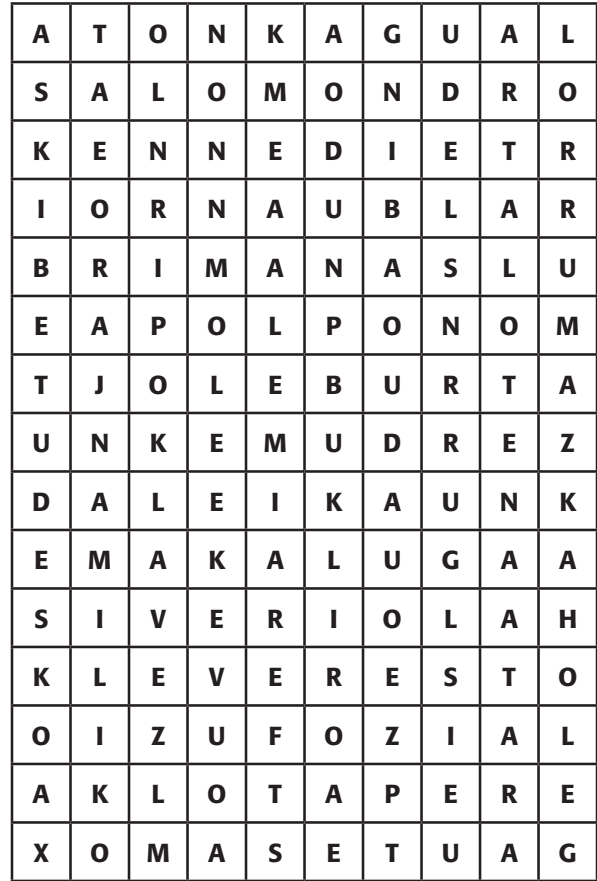 A T O N K A G U A L
S A L O M O N D R O
K E N N E D I E T R
I O R N A U B L A R
B R I M A N A S L U
E A P O L P O N O M
T J O L E B U R T A
U N K E M U D R E Z
D A L E I K A U N K
E M A K A L U G A A
S I V E R I O L A H
K L E V E R E S T O
O I Z U F O Z I A L
A K L O T A P E R E
X O M A S E T U A G